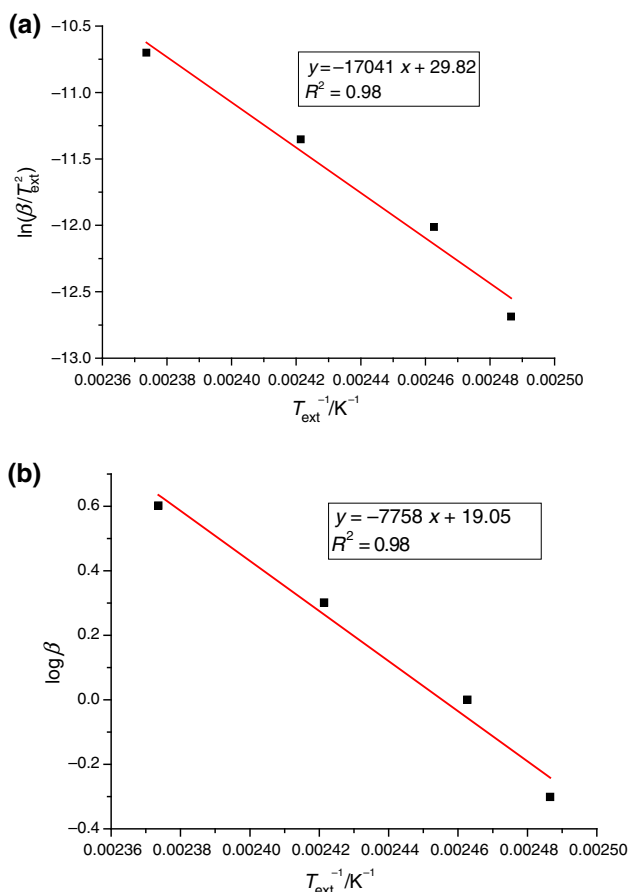 (a)
−10.5
−11.0
−11.5
−12.0
−12.5
−13.0
ln(β/T²ext)
y = −17041 x + 29.82
R² = 0.98
0.00236 0.00238 0.00240 0.00242 0.00244 0.00246 0.00248 0.00250
Text⁻¹/K⁻¹
(b)
0.6
0.4
0.2
0.0
−0.2
−0.4
log β
y = −7758 x + 19.05
R² = 0.98
0.00236 0.00238 0.00240 0.00242 0.00244 0.00246 0.00248 0.00250
Text⁻¹/K⁻¹